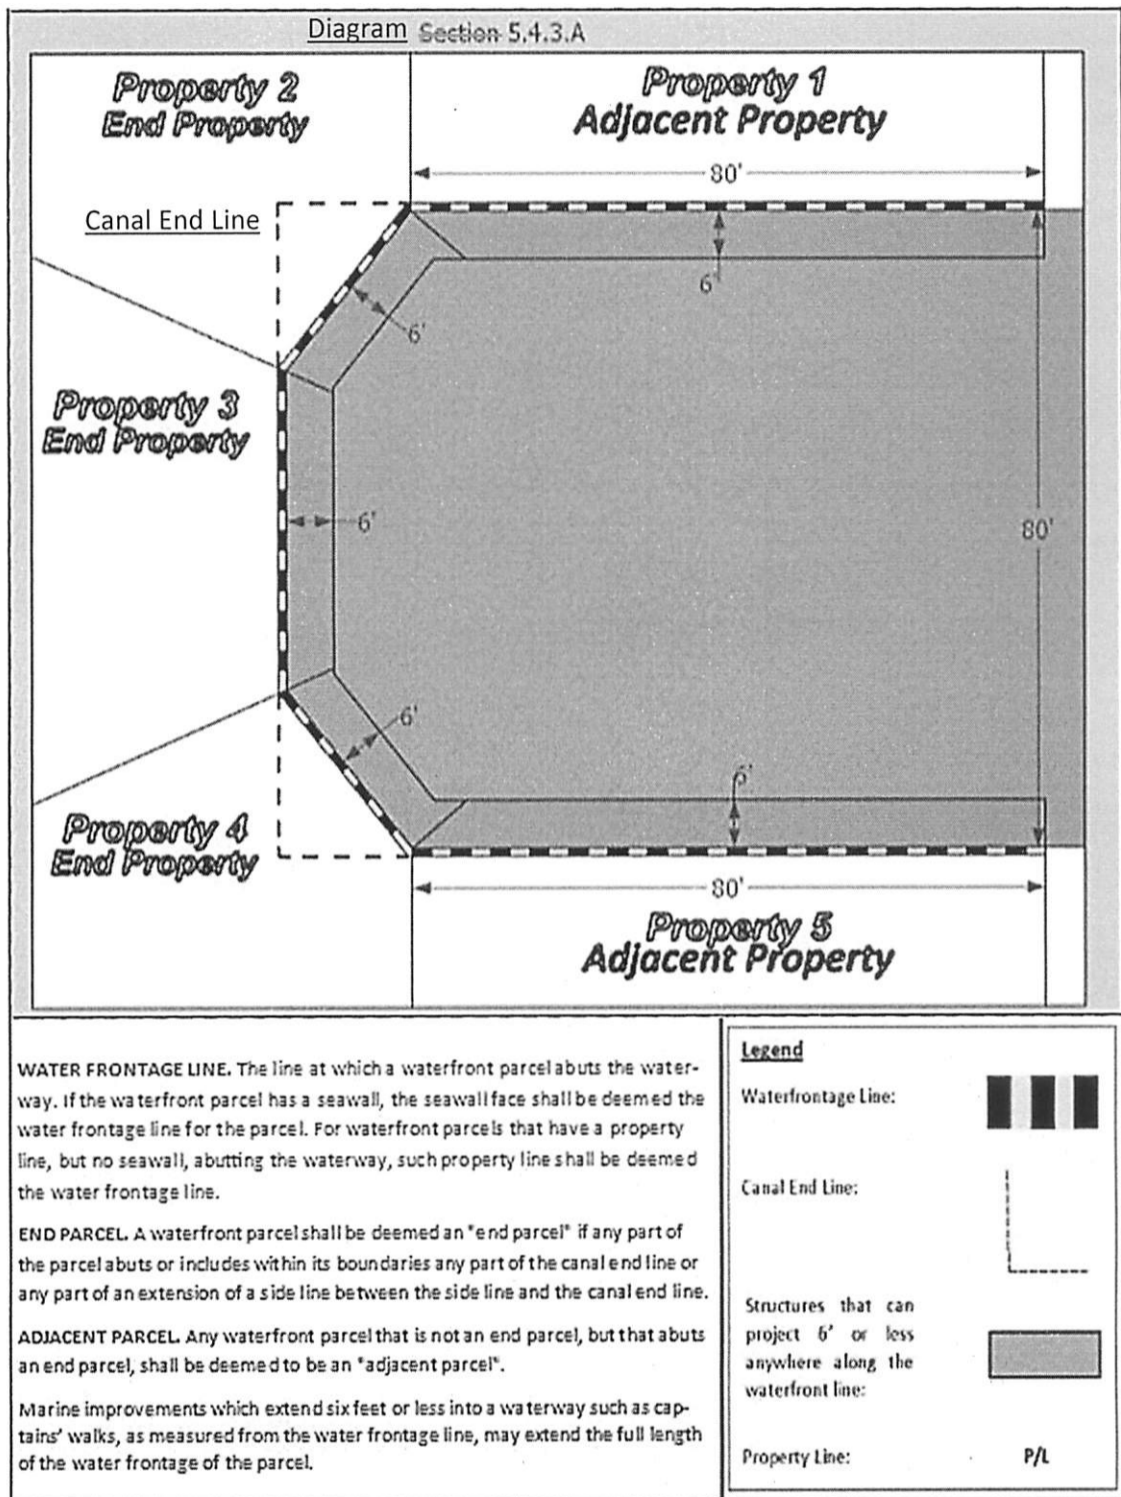 Diagram Section 5.4.3.A
Property 2
End Property
Property 1
Adjacent Property
80'
Canal End Line
6'
6'
Property 3
End Property
6'
80'
6'
6'
Property 4
End Property
80'
Property 5
Adjacent Property
WATER FRONTAGE LINE. The line at which a waterfront parcel abuts the water-
way. If the waterfront parcel has a seawall, the seawall face shall be deemed the
water frontage line for the parcel. For waterfront parcels that have a property
line, but no seawall, abutting the waterway, such property line shall be deemed
the water frontage line.
END PARCEL. A waterfront parcel shall be deemed an "end parcel" if any part of
the parcel abuts or includes within its boundaries any part of the canal end line or
any part of an extension of a side line between the side line and the canal end line.
ADJACENT PARCEL. Any waterfront parcel that is not an end parcel, but that abuts
an end parcel, shall be deemed to be an "adjacent parcel".
Marine improvements which extend six feet or less into a waterway such as cap-
tains' walks, as measured from the water frontage line, may extend the full length
of the water frontage of the parcel.
Legend
Waterfrontage Line:
Canal End Line:
Structures that can
project 6' or less
anywhere along the
waterfront line:
Property Line: P/L